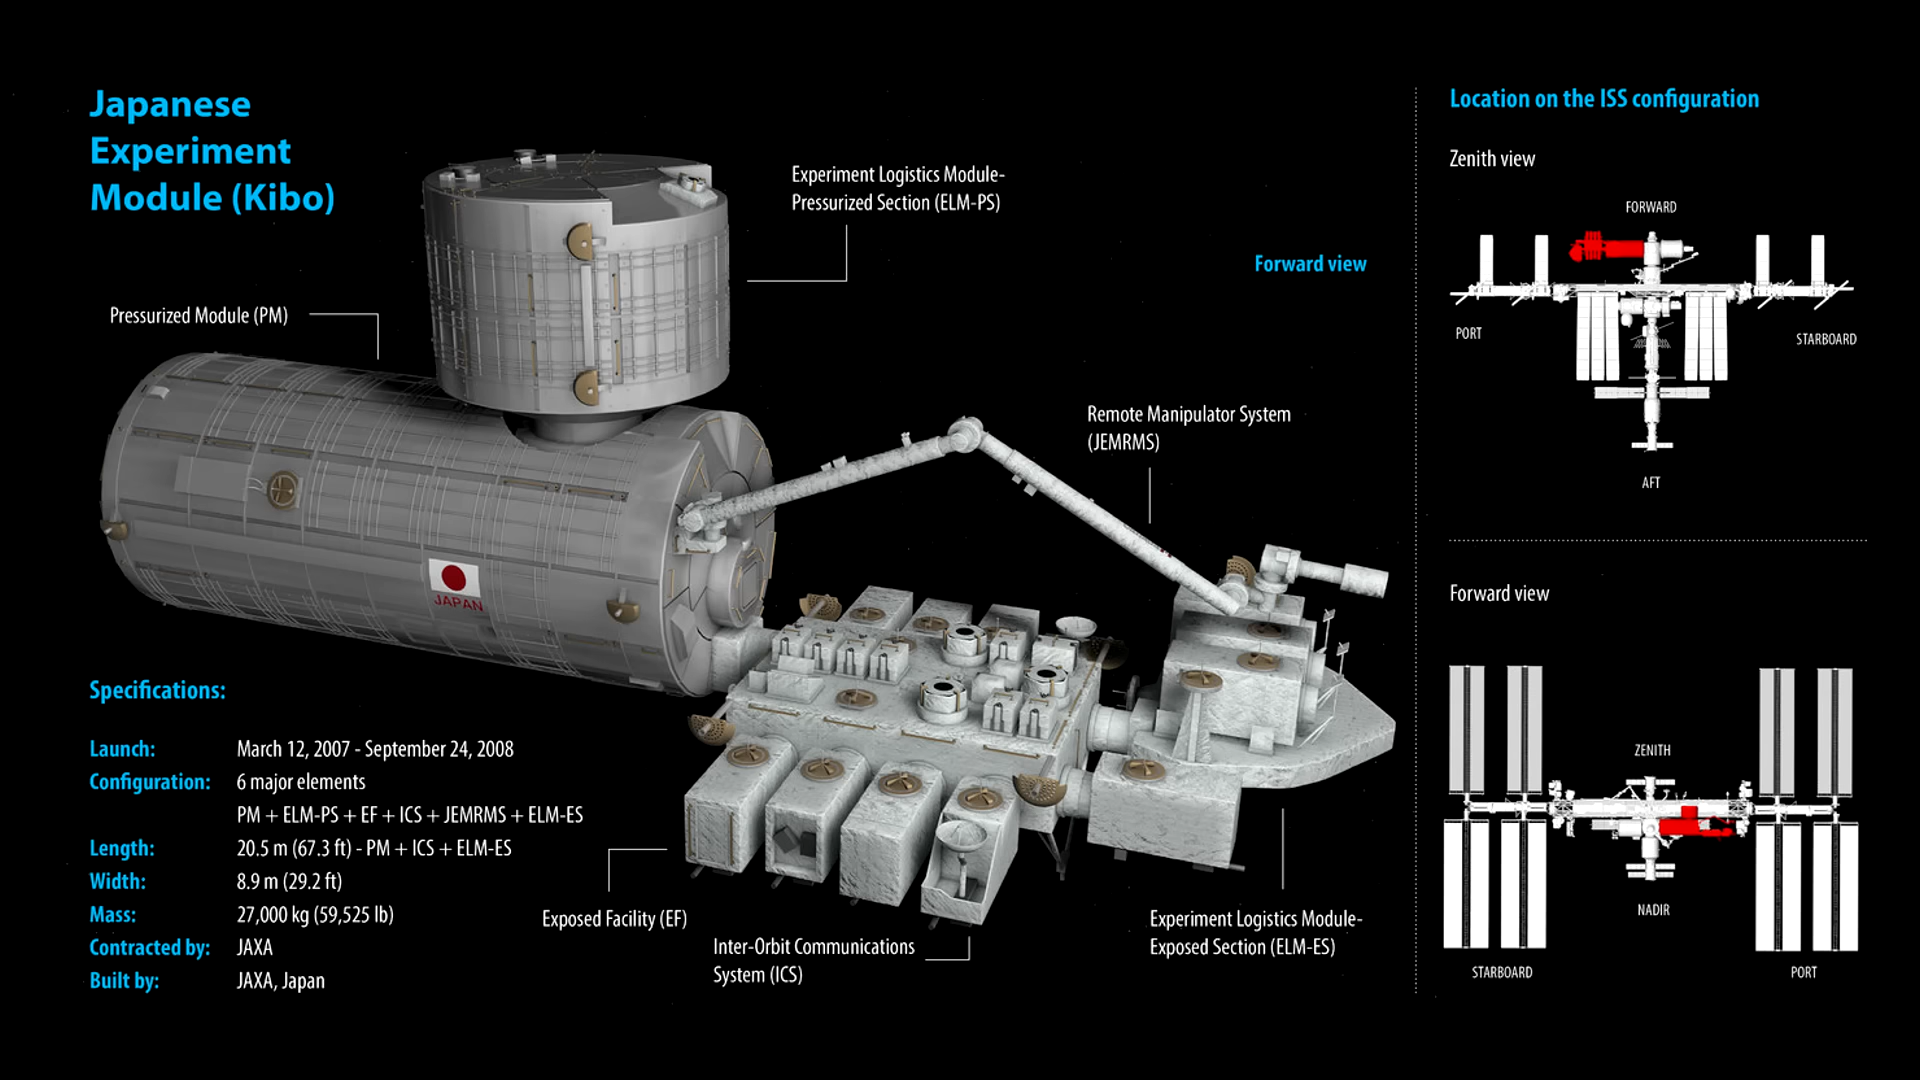 Japanese
Experiment
Module (Kibo)
Experiment Logistics Module-
Pressurized Section (ELM-PS)
Forward view
Pressurized Module (PM)
Remote Manipulator System
(JEMRMS)
JAPAN
Specifications:
Launch: March 12, 2007 - September 24, 2008
Configuration: 6 major elements
PM + ELM-PS + EF + ICS + JEMRMS + ELM-ES
Length: 20.5 m (67.3 ft) - PM + ICS + ELM-ES
Width: 8.9 m (29.2 ft)
Mass: 27,000 kg (59,525 lb)
Contracted by: JAXA
Built by: JAXA, Japan
Exposed Facility (EF)
Inter-Orbit Communications
System (ICS)
Experiment Logistics Module-
Exposed Section (ELM-ES)
Location on the ISS configuration
Zenith view
FORWARD
PORT
STARBOARD
AFT
Forward view
ZENITH
NADIR
STARBOARD
PORT